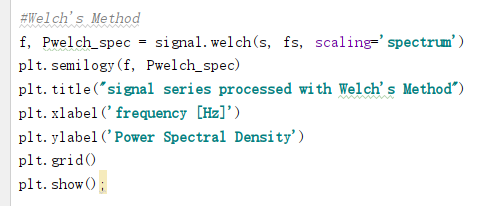 #Welch's Method
f, Pwelch_spec = signal.welch(s, fs, scaling='spectrum')
plt.semilogy(f, Pwelch_spec)
plt.title("signal series processed with Welch's Method")
plt.xlabel('frequency [Hz]')
plt.ylabel('Power Spectral Density')
plt.grid()
plt.show();